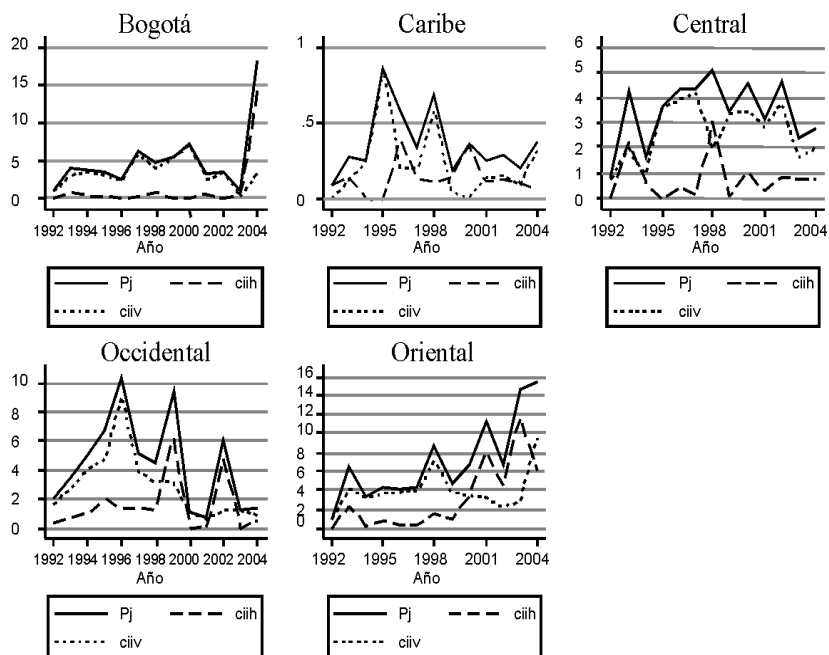 Bogotá
20
15
10
5
0
1992 1994 1996 1998 2000 2002 2004
Año
Pj ciih
ciiv
Caribe
1
.5
0
1992 1995 1998 2001 2004
Año
Pj ciih
ciiv
Central
6
5
4
3
2
1
0
1992 1995 1998 2001 2004
Año
Pj ciih
ciiv
Occidental
10
8
6
4
2
0
1992 1994 1996 1998 2000 2002 2004
Año
Pj ciih
ciiv
Oriental
16
14
12
10
8
6
4
2
0
1992 1995 1998 2001 2004
Año
Pj ciih
ciiv